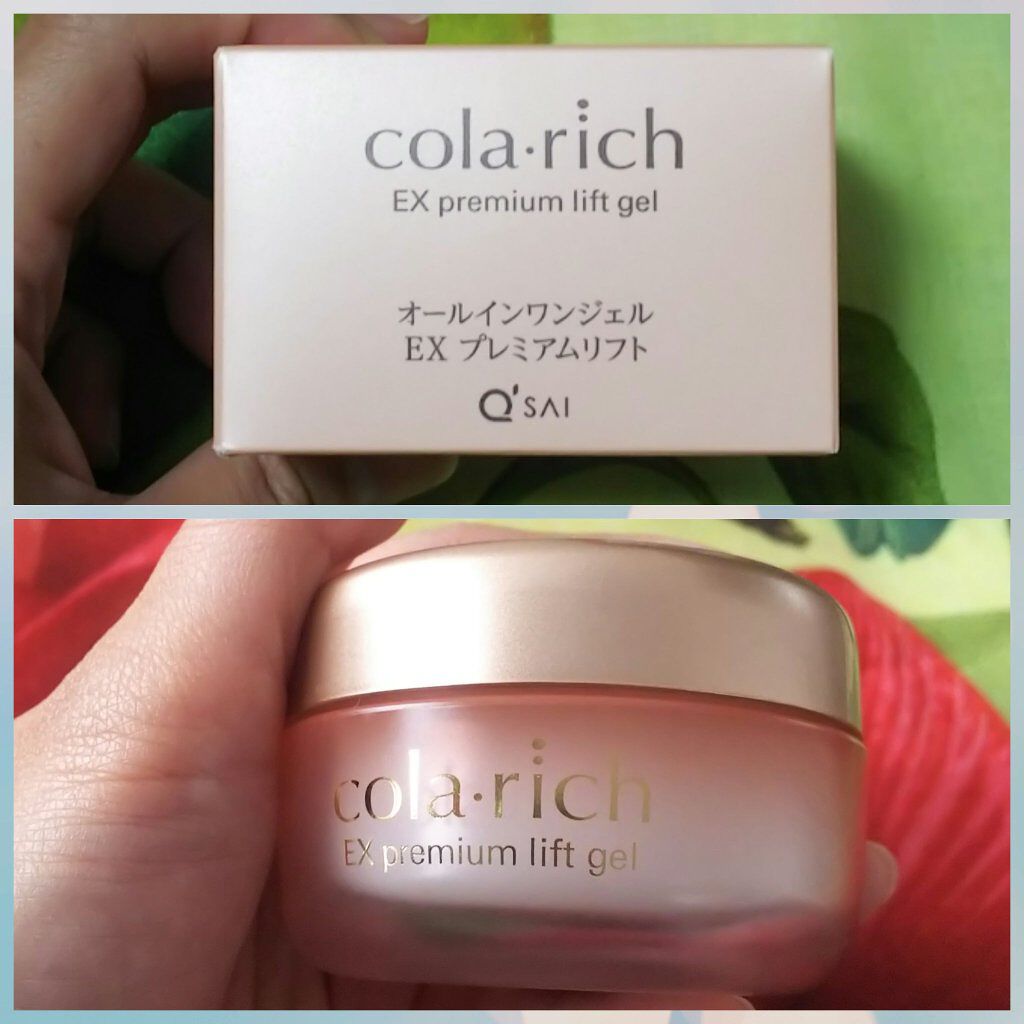 cola·rich
EX premium lift gel
オールインワンジェル
EX プレミアムリフト
Q'SAI
cola·rich
EX premium lift gel